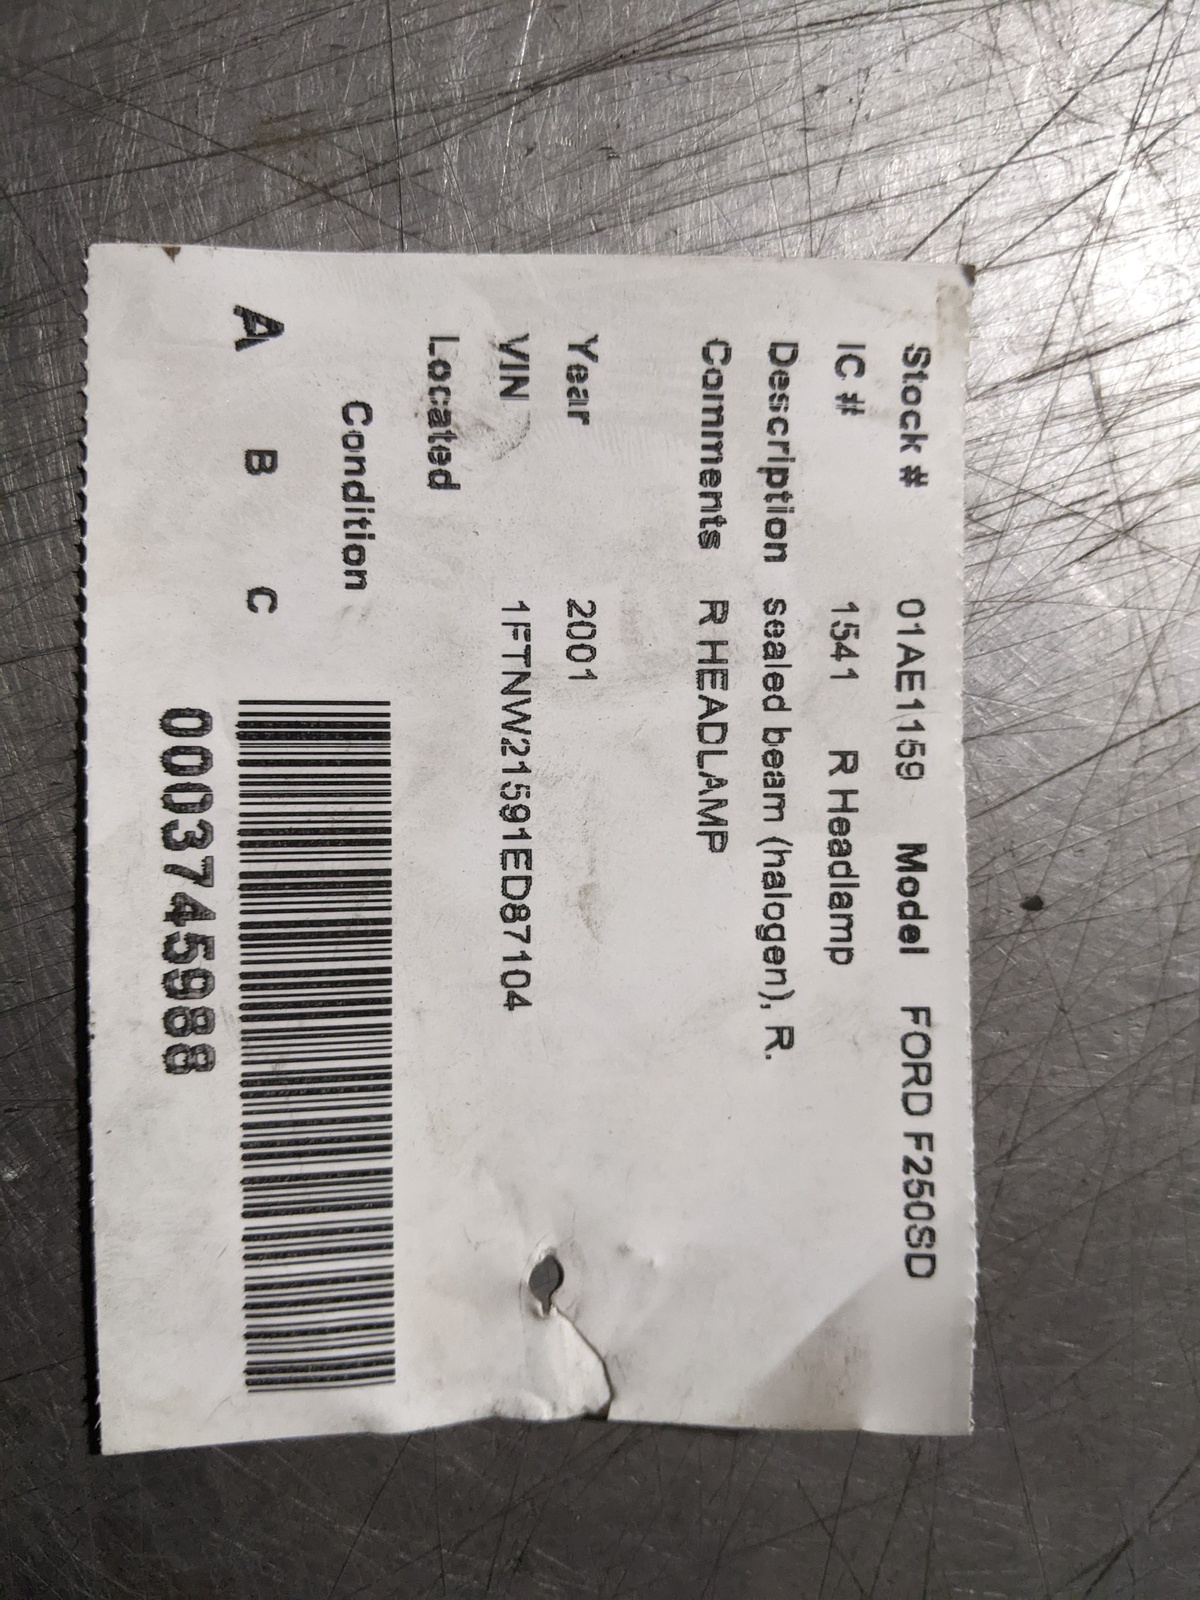 Stock # 01AE1159 Model FORD F250SD
IC # 1541 R Headlamp
Description sealed beam (halogen), R.
Comments R HEADLAMP
Year 2001
VIN 1FTNW21591ED87104
Located
Condition
A B C
0003745988